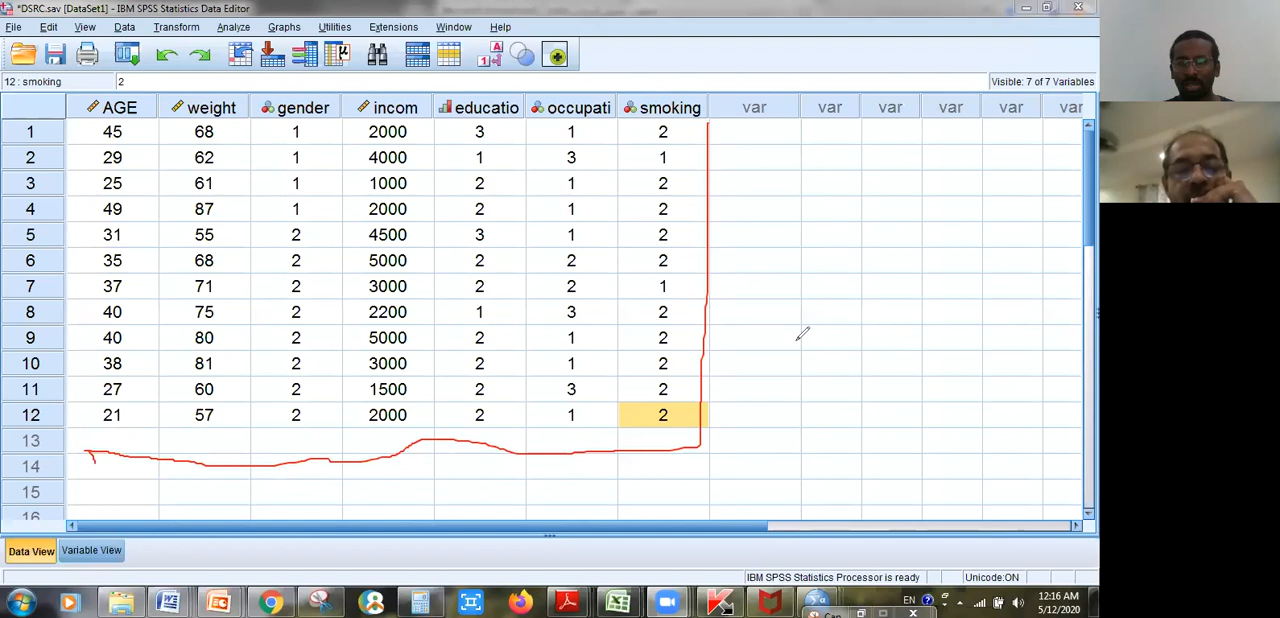 *DSRC.sav [DataSet1] - IBM SPSS Statistics Data Editor
File Edit View Data Transform Analyze Graphs Utilities Extensions Window Help
12 : smoking 2 Visible: 7 of 7 Variables
AGE weight gender incom educatio occupati smoking var var var var var
1 45 68 1 2000 3 1 2
2 29 62 1 4000 1 3 1
3 25 61 1 1000 2 1 2
4 49 87 1 2000 2 1 2
5 31 55 2 4500 3 1 2
6 35 68 2 5000 2 2 2
7 37 71 2 3000 2 2 1
8 40 75 2 2200 1 3 2
9 40 80 2 5000 2 1 2
10 38 81 2 3000 2 1 2
11 27 60 2 1500 2 3 2
12 21 57 2 2000 2 1 2
13
14
15
16
Data View Variable View
IBM SPSS Statistics Processor is ready Unicode:ON
EN 12:16 AM
5/12/2020